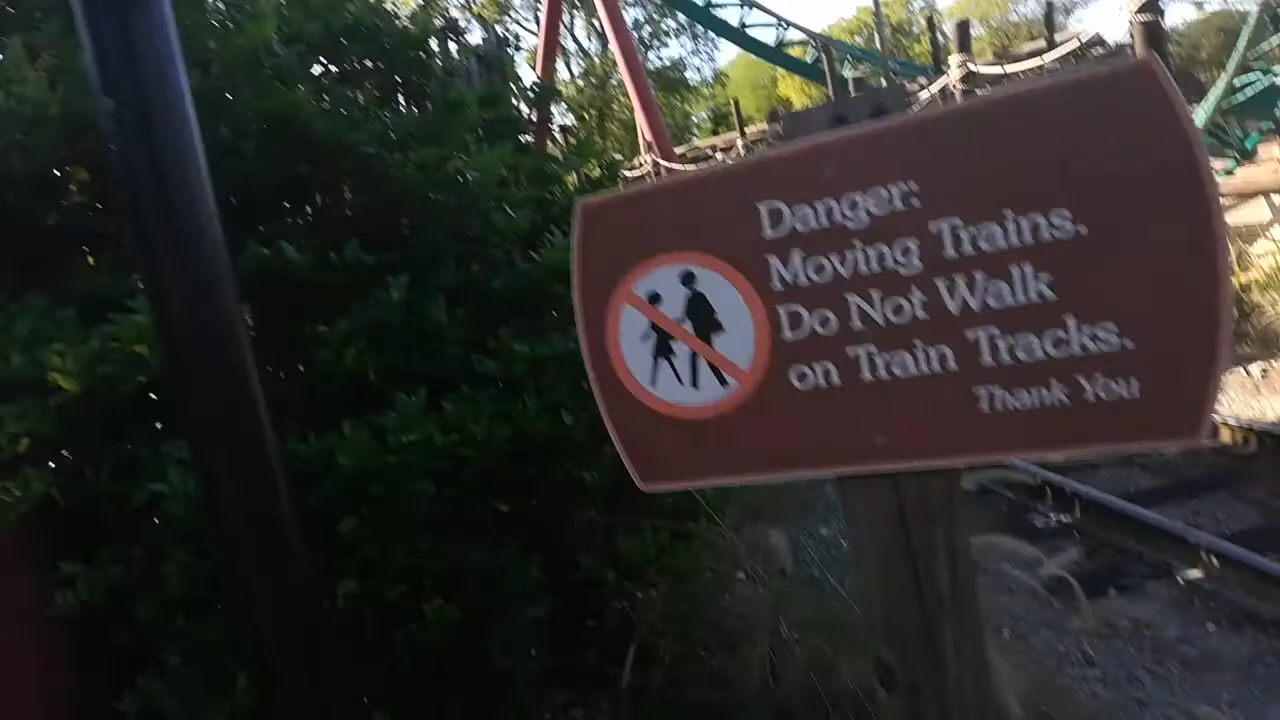 Danger:
Moving Trains.
Do Not Walk
on Train Tracks.
Thank You